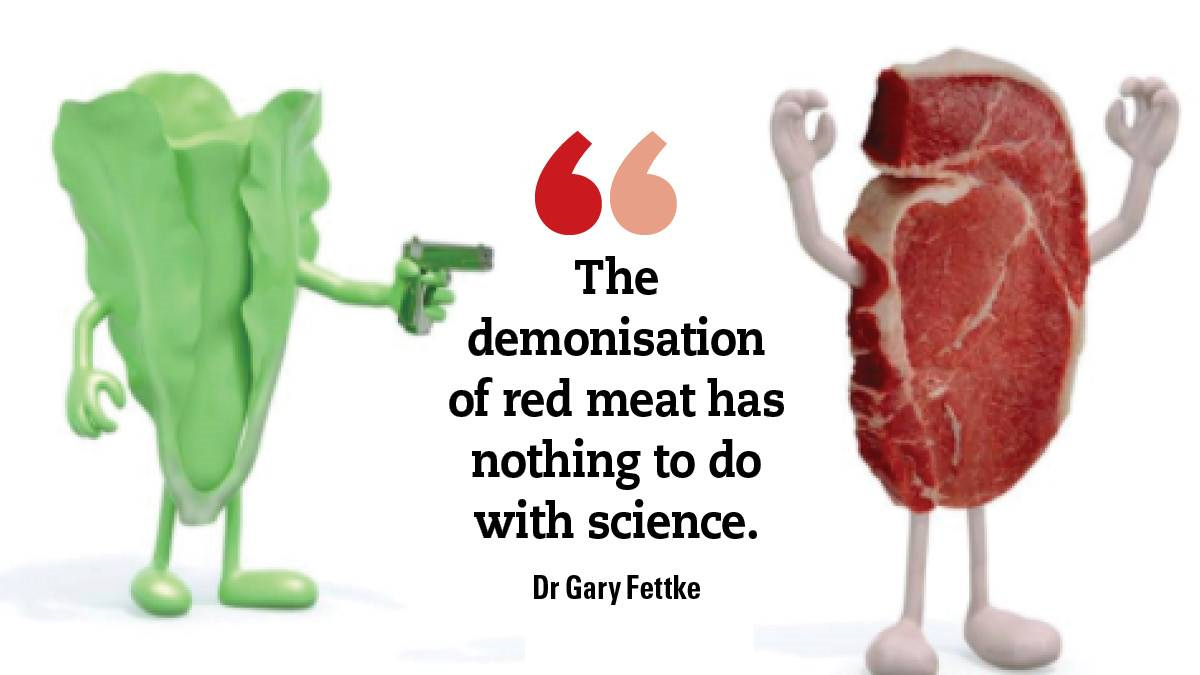 “
The
demonisation
of red meat has
nothing to do
with science.
Dr Gary Fettke